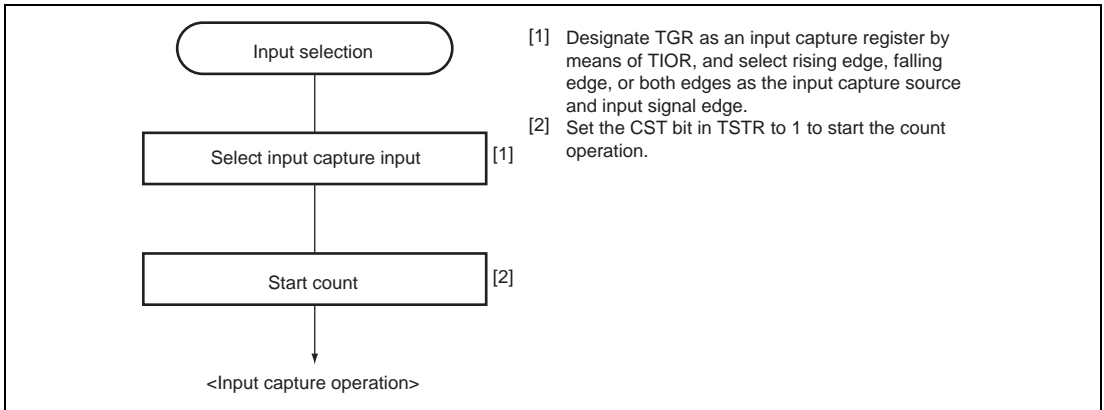 Input selection
Select input capture input
[1]
Start count
[2]
<Input capture operation>
[1] Designate TGR as an input capture register by
means of TIOR, and select rising edge, falling
edge, or both edges as the input capture source
and input signal edge.
[2] Set the CST bit in TSTR to 1 to start the count
operation.